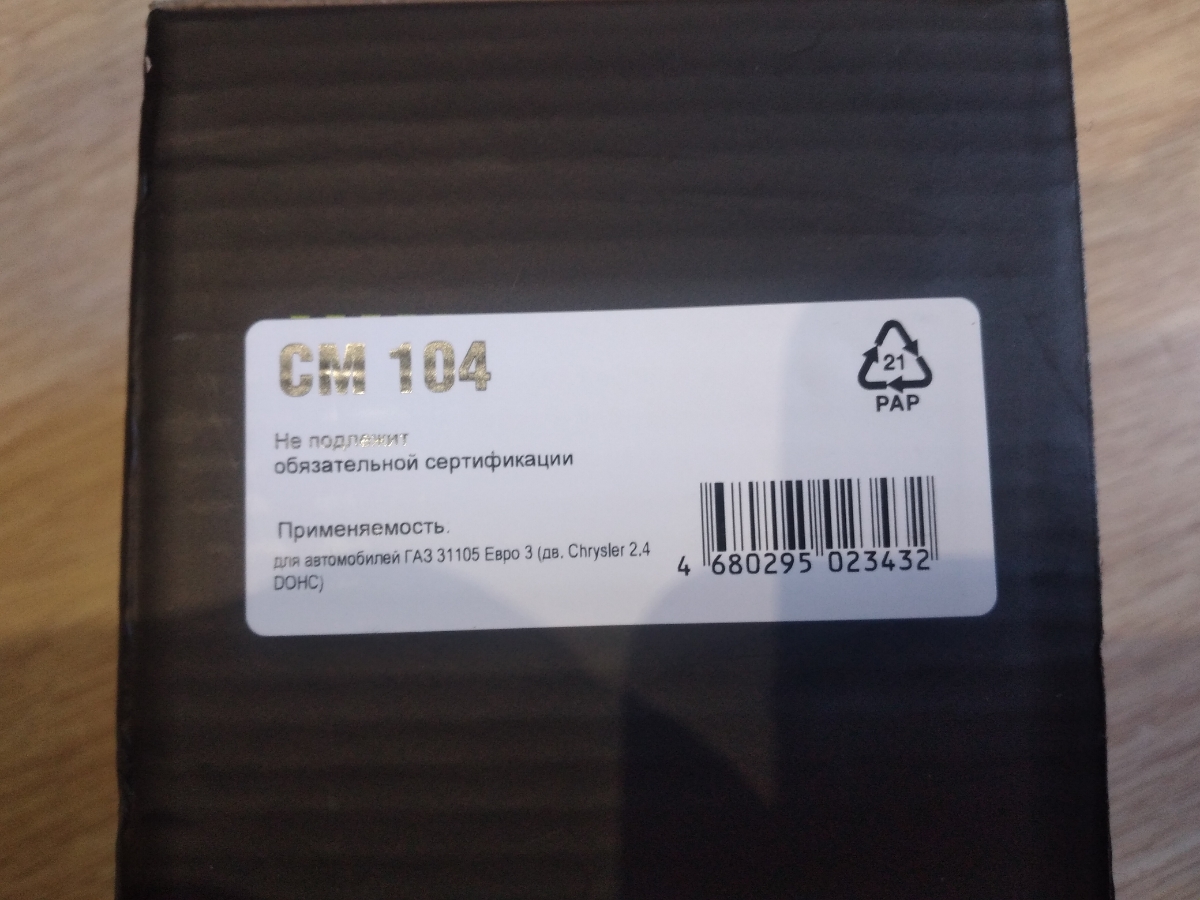 CM 104
21
PAP
Не подлежит
обязательной сертификации
Применяемость.
для автомобилей ГАЗ 31105 Евро 3 (дв. Chrysler 2.4
DOHC)
4 680295 023432